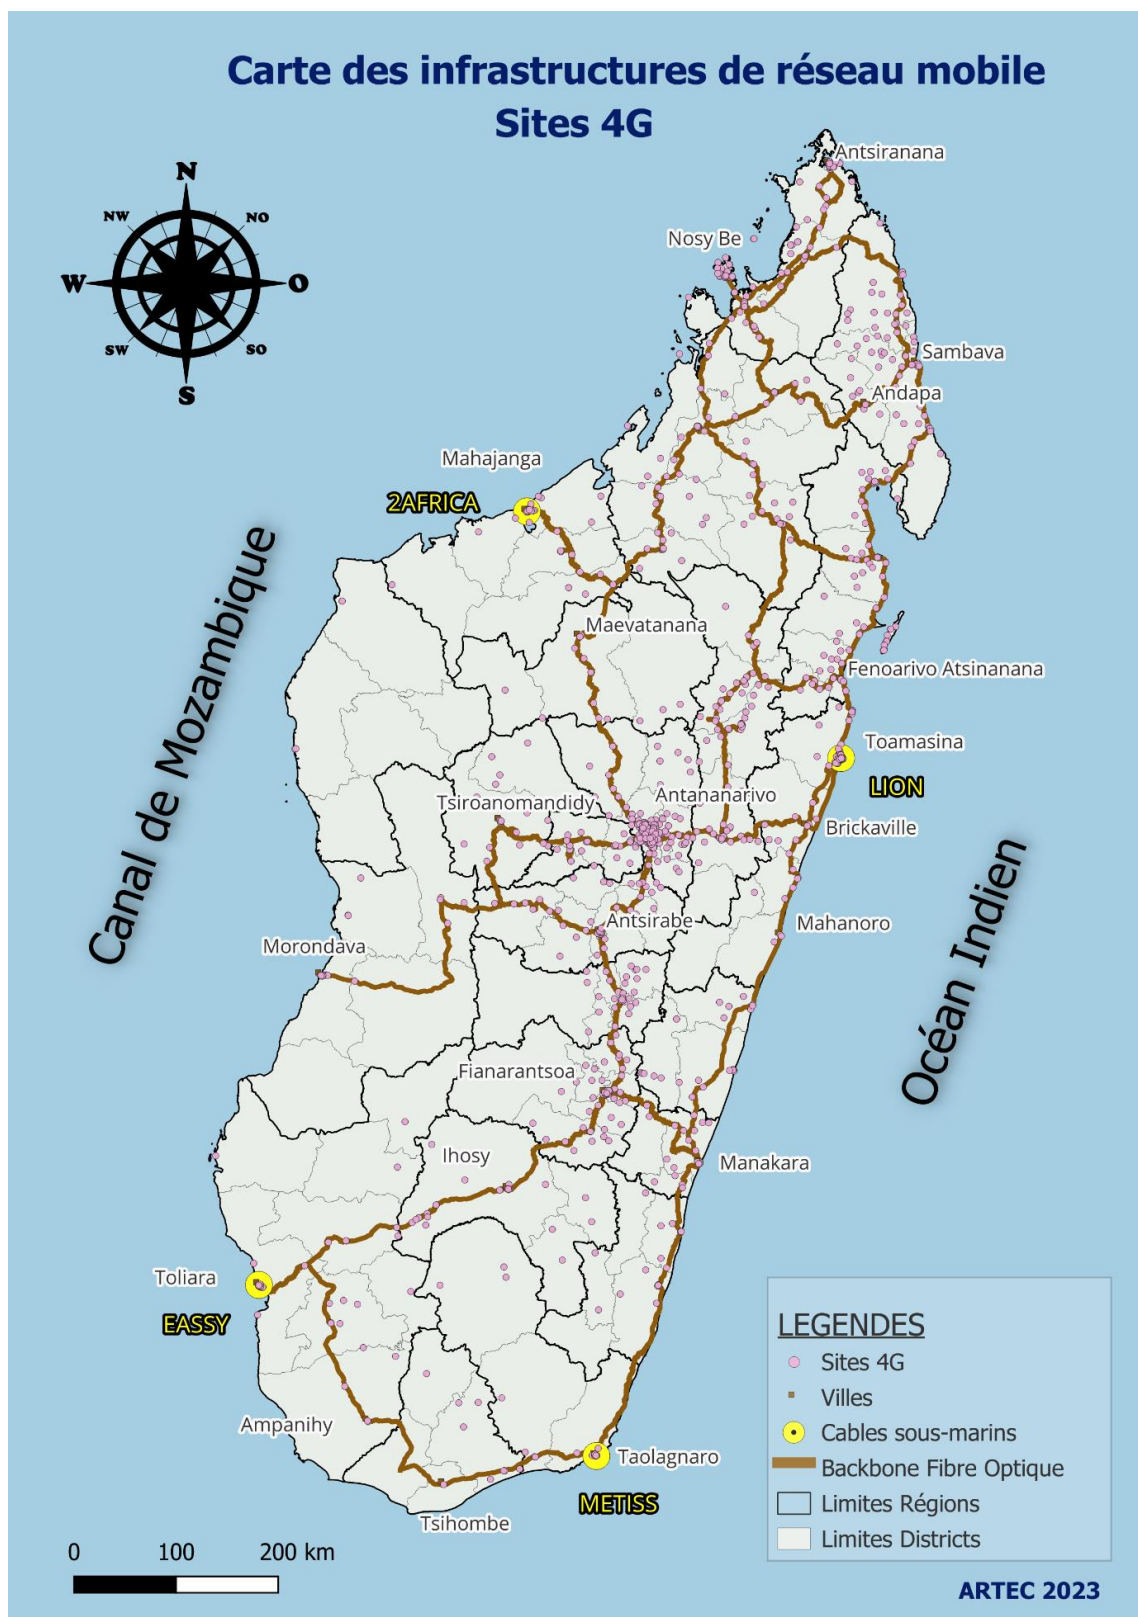 Carte des infrastructures de réseau mobile
Sites 4G
N
NW
NO
W
O
SW
SO
S
Antsiranana
Nosy Be
Sambava
Andapa
Mahajanga
2AFRICA
Canal de Mozambique
Maevatanana
Fenoarivo Atsinanana
Toamasina
LION
Tsiroanomandidy
Antananarivo
Brickaville
Antsirabe
Mahanoro
Morondava
Océan Indien
Fianarantsoa
Ihosy
Manakara
Toliara
EASSY
Ampanihy
Taolagnaro
METISS
Tsihombe
LEGENDES
Sites 4G
Villes
Cables sous-marins
Backbone Fibre Optique
Limites Régions
Limites Districts
0 100 200 km
ARTEC 2023